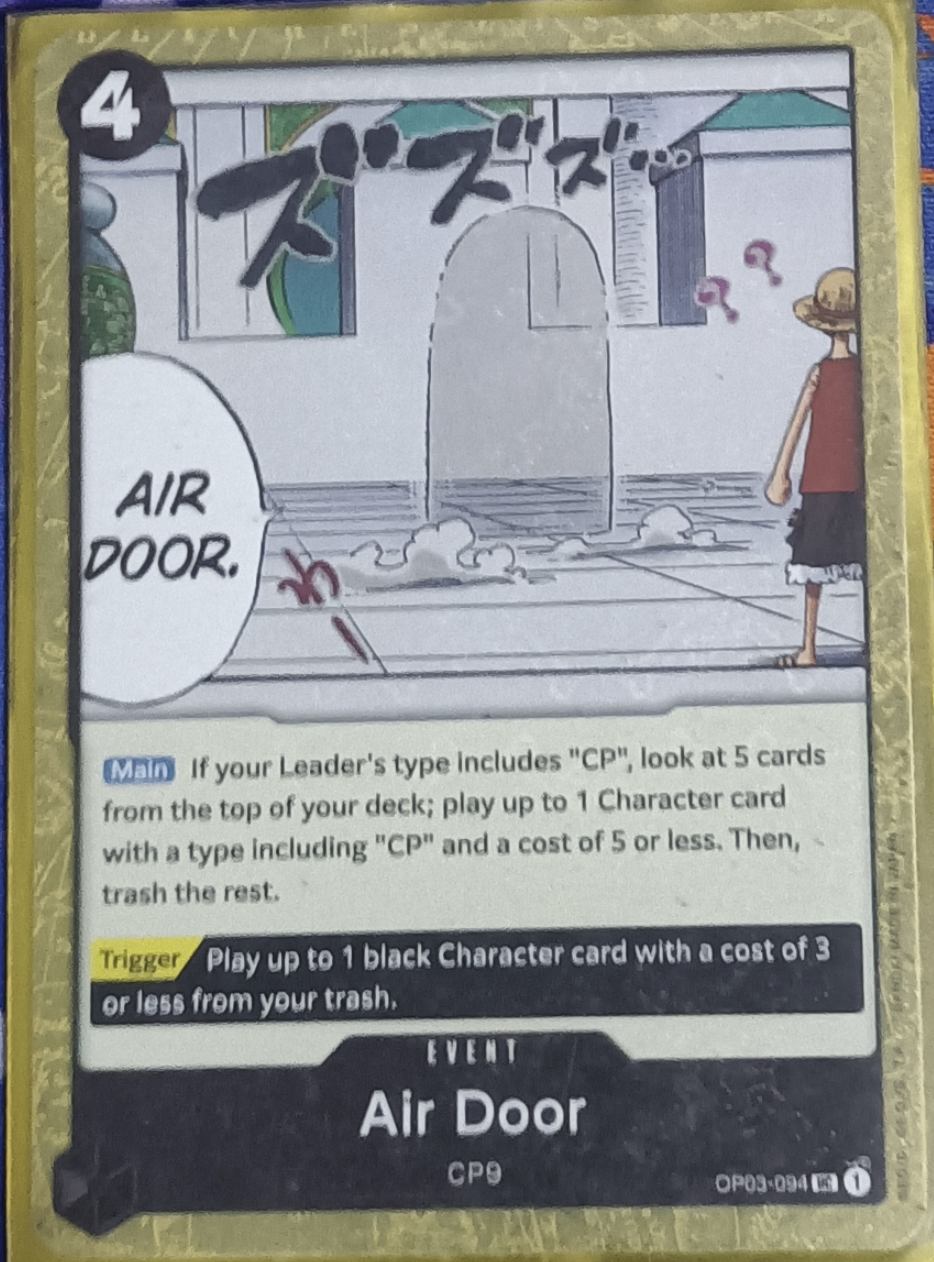 4
ズズズ...
??
AIR
DOOR.
Main If your Leader's type includes "CP", look at 5 cards
from the top of your deck; play up to 1 Character card
with a type including "CP" and a cost of 5 or less. Then,
trash the rest.
Trigger Play up to 1 black Character card with a cost of 3
or less from your trash.
EVENT
Air Door
CP9
OP03-094 UC 1